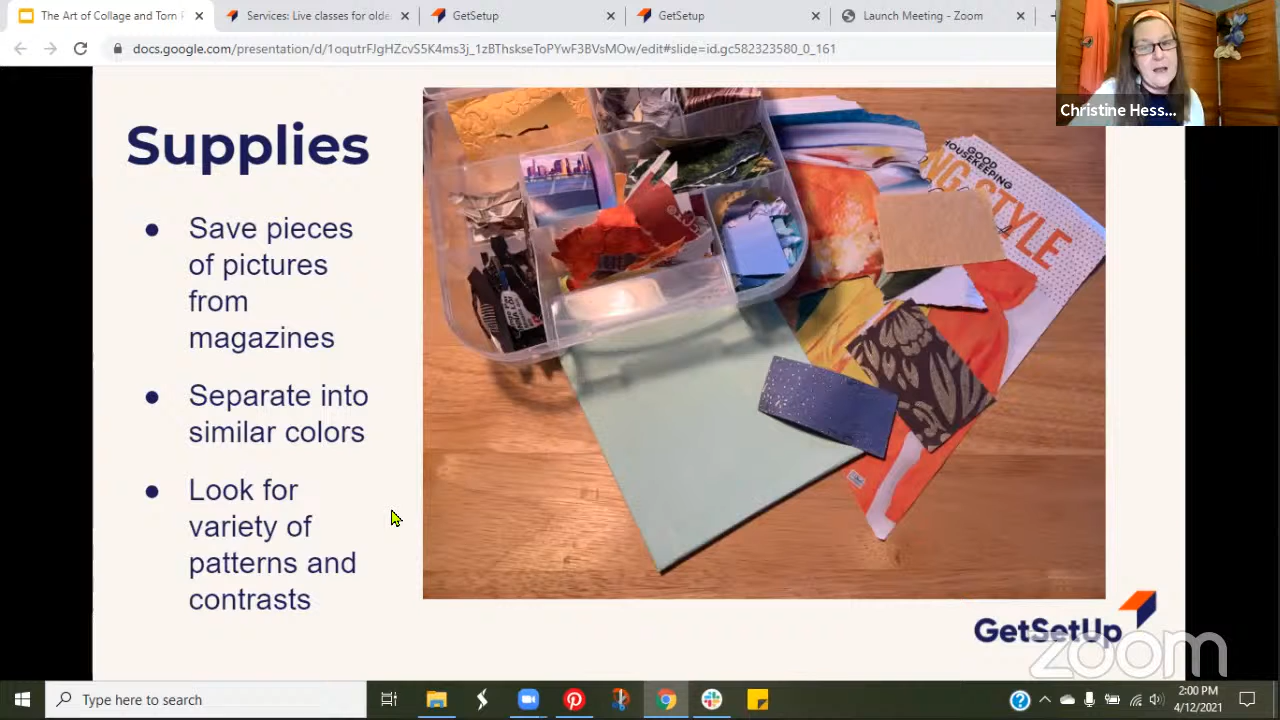 The Art of Collage and Torn P
Services: Live classes for olde
GetSetup
GetSetup
Launch Meeting - Zoom
docs.google.com/presentation/d/1oqutrFJgHZcvS5K4ms3j_1zBThskseToPYwF3BVsMOw/edit#slide=id.gc582323580_0_161
Christine Hess...
Supplies
● Save pieces
of pictures
from
magazines
● Separate into
similar colors
● Look for
variety of
patterns and
contrasts
GOOD
HOUSEKEEPING
NG STYLE
GetSetUp
zoom
Type here to search
2:00 PM
4/12/2021